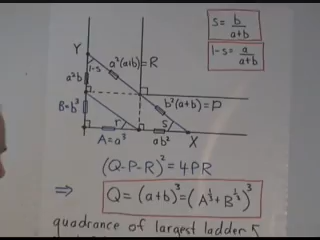 s = b/(a+b)
1-s = a/(a+b)
Y
1-s
a²(a+b) = R
a²b
B=b³
b²(a+b) = P
r
s
X
A=a³
ab²
(Q-P-R)² = 4PR
⇒ Q = (a+b)³ = (A^(1/3) + B^(1/3))³
quadrance of largest ladder